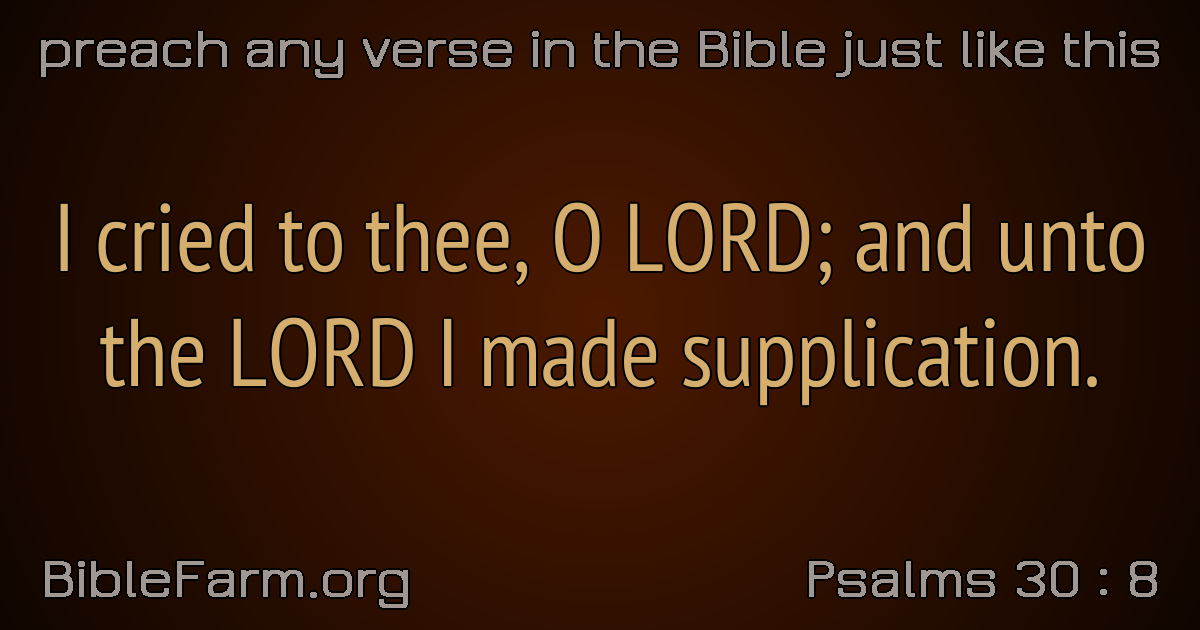 preach any verse in the Bible just like this
I cried to thee, O LORD; and unto
the LORD I made supplication.
BibleFarm.org
Psalms 30 : 8